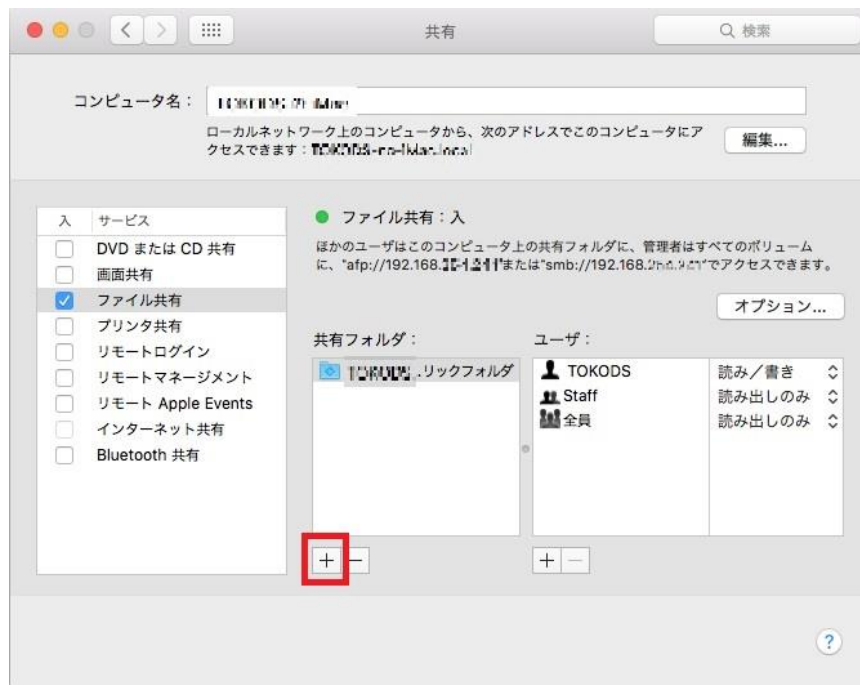 共有
検索
コンピュータ名：
ローカルネットワーク上のコンピュータから、次のアドレスでこのコンピュータにア
クセスできます：
編集...
入 サービス
DVD または CD 共有
画面共有
ファイル共有
プリンタ共有
リモートログイン
リモートマネージメント
リモート Apple Events
インターネット共有
Bluetooth 共有
ファイル共有：入
ほかのユーザはこのコンピュータ上の共有フォルダに、管理者はすべてのボリューム
に、"afp://192.168.または"smb://192.168."でアクセスできます。
オプション...
共有フォルダ：
リックフォルダ
ユーザ：
TOKODS 読み／書き
Staff 読み出しのみ
全員 読み出しのみ
+ −
+ −
?